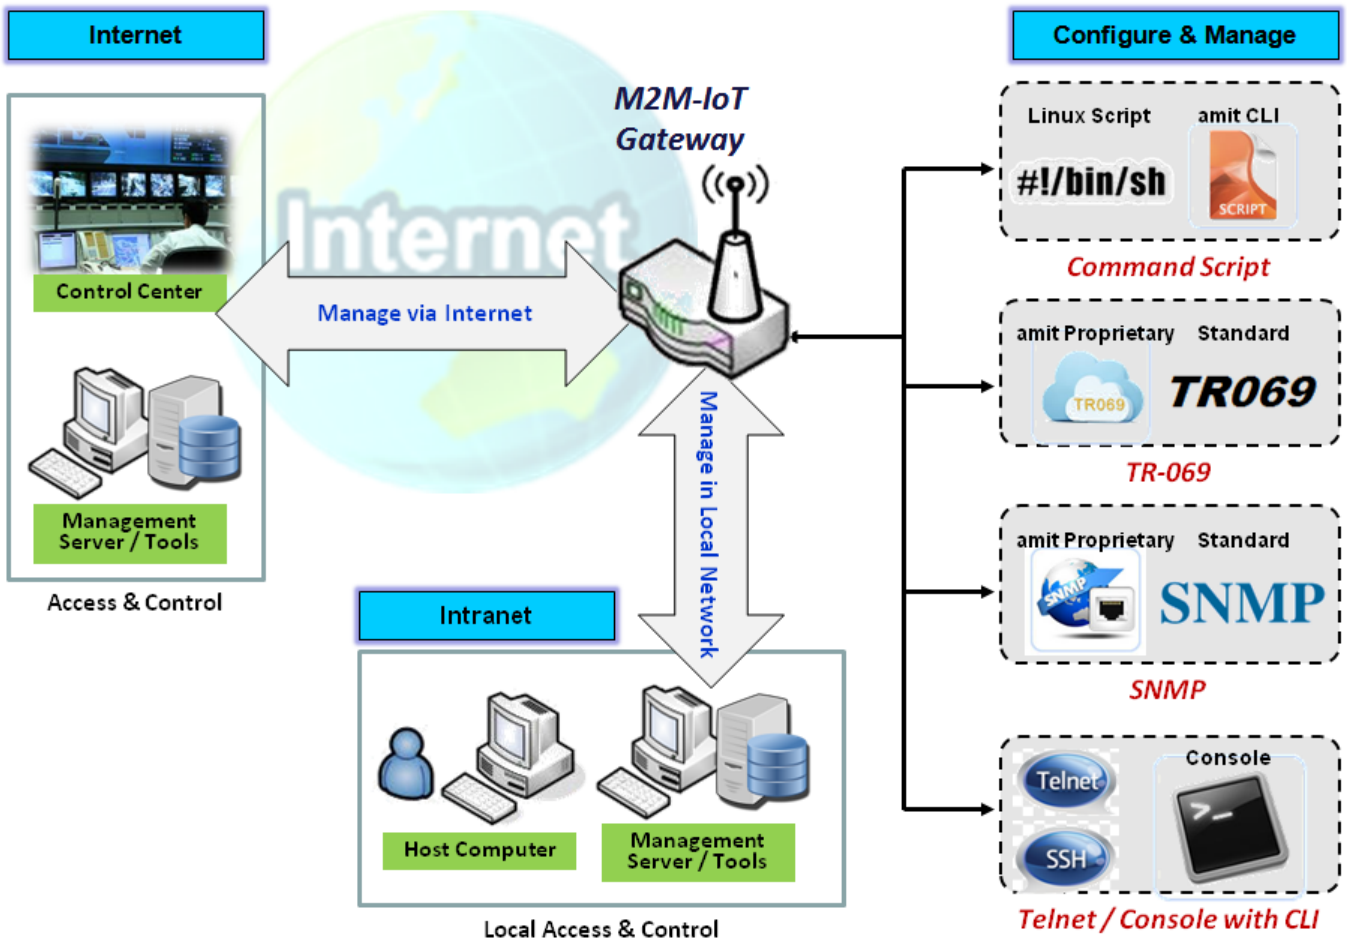 Internet
Configure & Manage
M2M-IoT
Gateway
Internet
Control Center
Manage via Internet
Management
Server / Tools
Access & Control
Manage in Local Network
Intranet
Host Computer
Management
Server / Tools
Local Access & Control
Linux Script
amit CLI
#!/bin/sh
SCRIPT
Command Script
amit Proprietary
Standard
TR069
TR069
TR-069
amit Proprietary
Standard
SNMP
SNMP
SNMP
Telnet
Console
>_
SSH
Telnet / Console with CLI